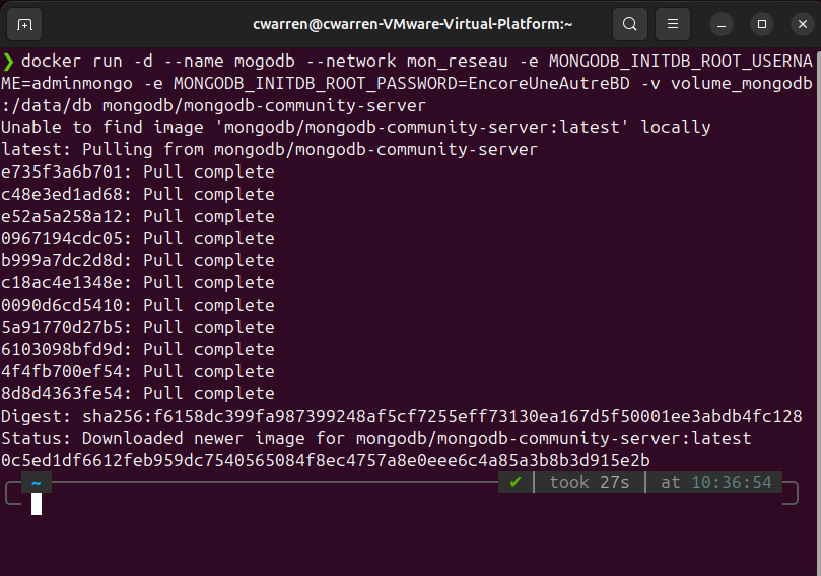 cwarren@cwarren-VMware-Virtual-Platform:~
❯ docker run -d --name mogodb --network mon_reseau -e MONGODB_INITDB_ROOT_USERNA
ME=adminmongo -e MONGODB_INITDB_ROOT_PASSWORD=EncoreUneAutreBD -v volume_mongodb
:/data/db mongodb/mongodb-community-server
Unable to find image 'mongodb/mongodb-community-server:latest' locally
latest: Pulling from mongodb/mongodb-community-server
e735f3a6b701: Pull complete
c48e3ed1ad68: Pull complete
e52a5a258a12: Pull complete
0967194cdc05: Pull complete
b999a7dc2d8d: Pull complete
c18ac4e1348e: Pull complete
0090d6cd5410: Pull complete
5a91770d27b5: Pull complete
6103098bfd9d: Pull complete
4f4fb700ef54: Pull complete
8d8d4363fe54: Pull complete
Digest: sha256:f6158dc399fa987399248af5cf7255eff73130ea167d5f50001ee3abdb4fc128
Status: Downloaded newer image for mongodb/mongodb-community-server:latest
0c5ed1df6612feb959dc7540565084f8ec4757a8e0eee6c4a85a3b8b3d915e2b
~ ✔ took 27s at 10:36:54